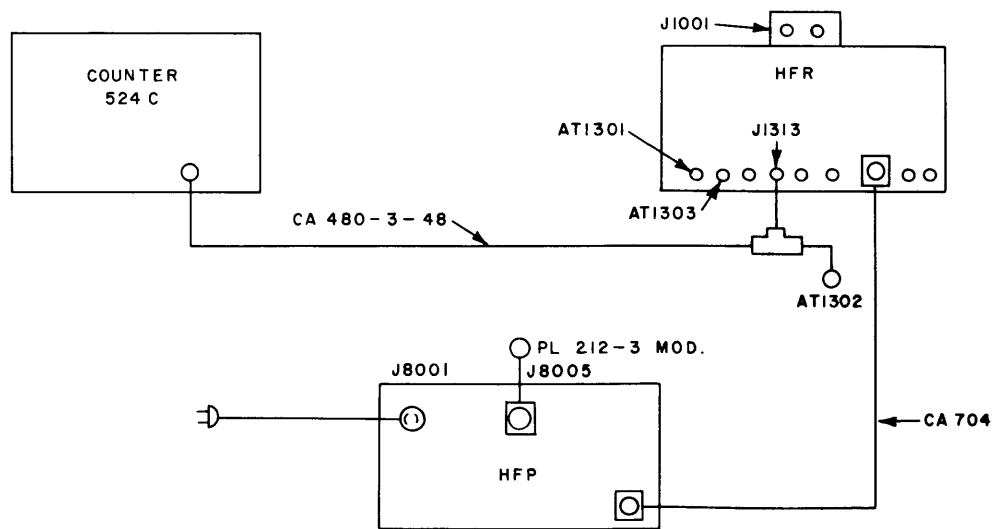 J1001
COUNTER
524 C
HFR
AT1301
J1313
AT1303
CA 480-3-48
AT1302
PL 212-3 MOD.
J8001
J8005
CA 704
HFP